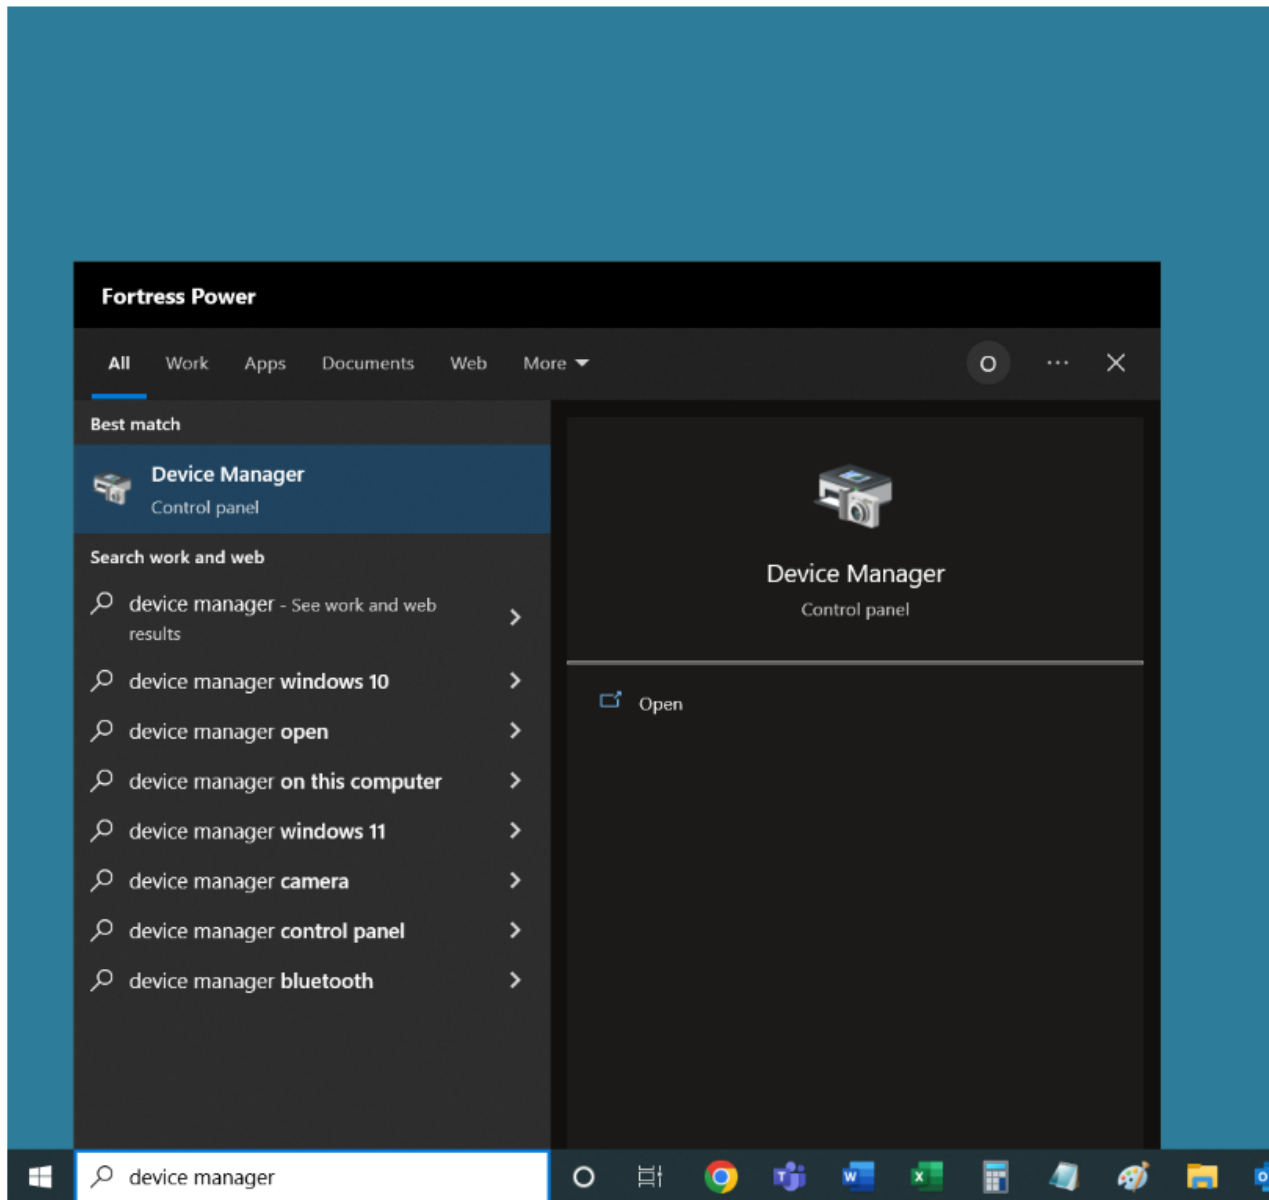 Fortress Power
All Work Apps Documents Web More O ... 
Best match
Device Manager
Control panel
Search work and web
device manager - See work and web
results
device manager windows 10
device manager open
device manager on this computer
device manager windows 11
device manager camera
device manager control panel
device manager bluetooth
Device Manager
Control panel
Open
device manager